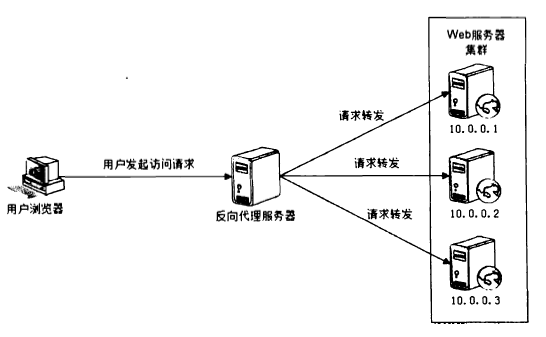 Web服务器
集群
请求转发
10.0.0.1
用户发起访问请求
请求转发
用户浏览器
反向代理服务器
请求转发
10.0.0.2
10.0.0.3